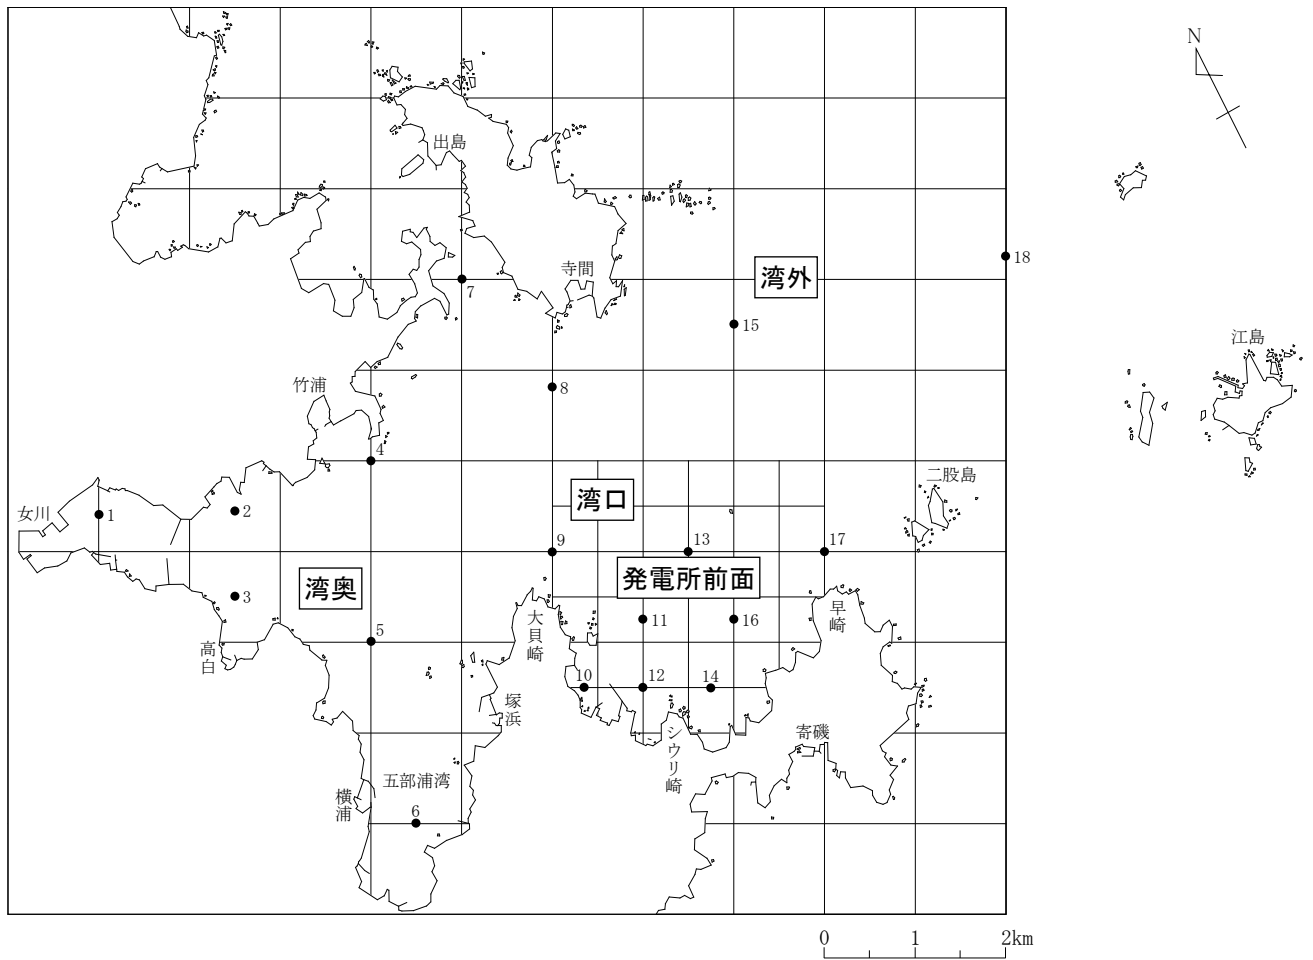 N
出島
18
寺間
湾外
7
15
江島
竹浦
8
4
二股島
湾口
女川
1
2
9
13
17
発電所前面
湾奥
3
大貝崎
11
16
早崎
高白
5
10
12
14
塚浜
シウリ崎
寄磯
五部浦湾
横浦
6
0 1 2km